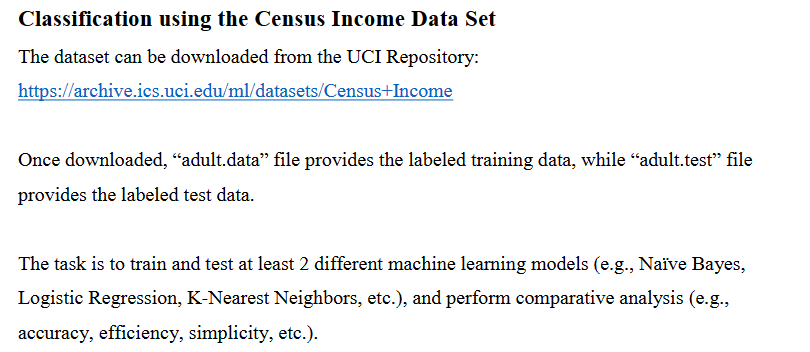 Classification using the Census Income Data Set
The dataset can be downloaded from the UCI Repository:
https://archive.ics.uci.edu/ml/datasets/Census+Income
Once downloaded, “adult.data” file provides the labeled training data, while “adult.test” file
provides the labeled test data.
The task is to train and test at least 2 different machine learning models (e.g., Naïve Bayes,
Logistic Regression, K-Nearest Neighbors, etc.), and perform comparative analysis (e.g.,
accuracy, efficiency, simplicity, etc.).